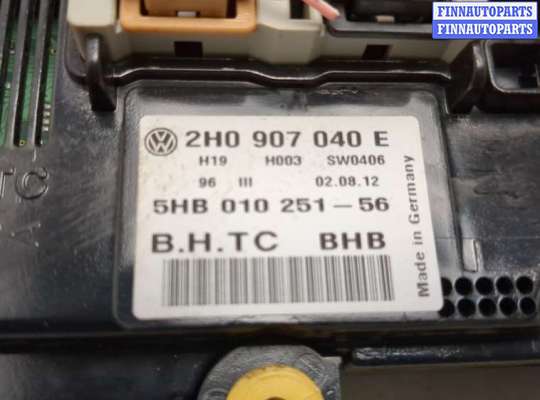 FINNAUTOPARTS
FINNAUTOPARTS
2H0 907 040 E
H19 H003 SW0406
96 III 02.08.12
5HB 010 251-56
B.H.TC BHB
Made in Germany
TC
A